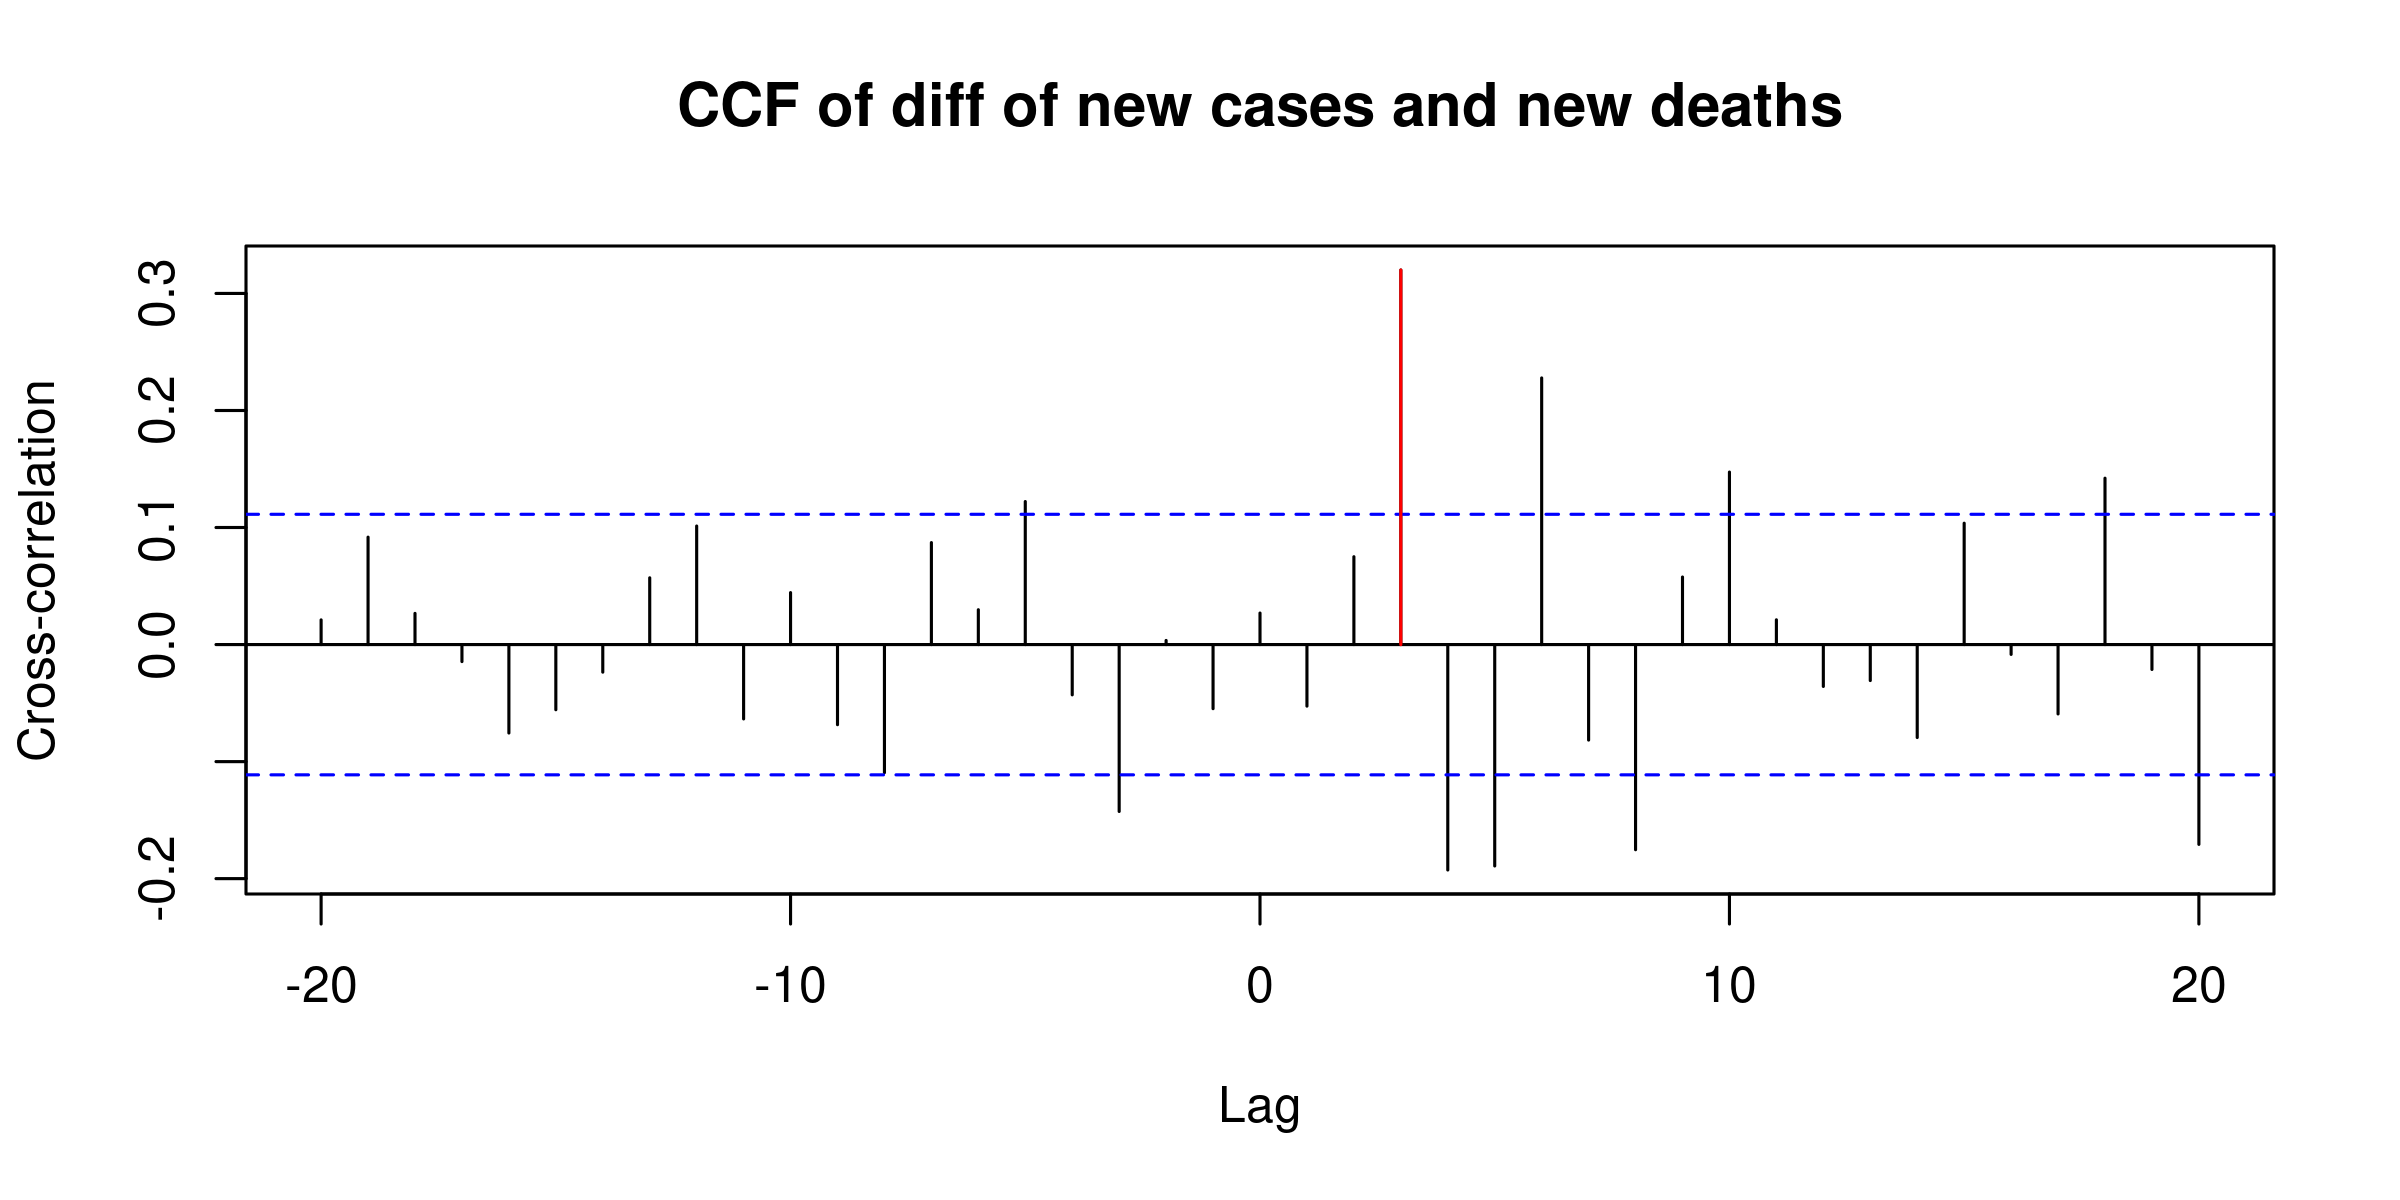 CCF of diff of new cases and new deaths
Cross-correlation
0.3
0.2
0.1
0.0
-0.2
-20 -10 0 10 20
Lag